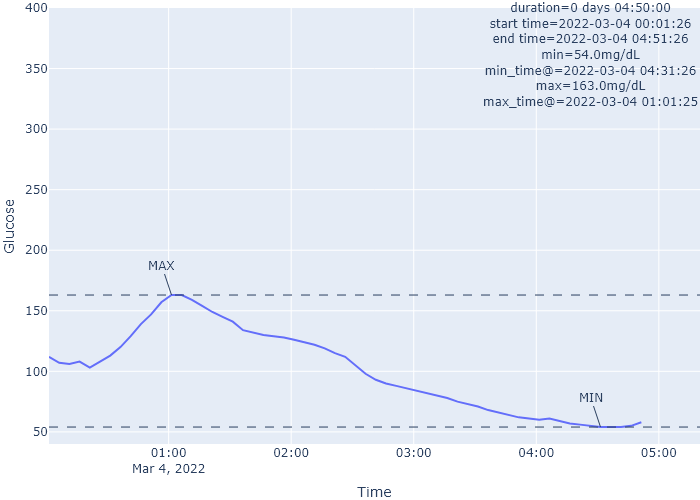 duration=0 days 04:50:00
start time=2022-03-04 00:01:26
end time=2022-03-04 04:51:26
min=54.0mg/dL
min_time@=2022-03-04 04:31:26
max=163.0mg/dL
max_time@=2022-03-04 01:01:25
400
350
300
250
200
150
100
50
Glucose
MAX
MIN
01:00
02:00
03:00
04:00
05:00
Mar 4, 2022
Time